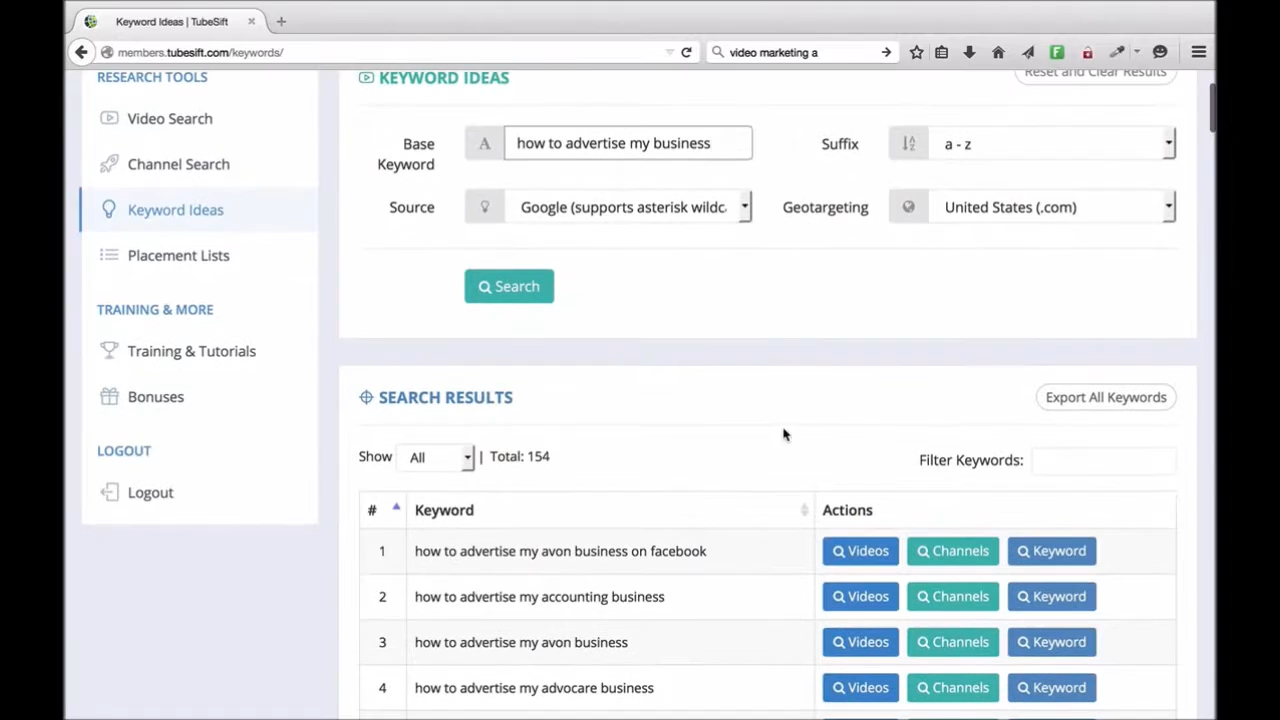 Keyword Ideas | TubeSift
members.tubesift.com/keywords/
video marketing a
RESEARCH TOOLS
Video Search
Channel Search
Keyword Ideas
Placement Lists
TRAINING & MORE
Training & Tutorials
Bonuses
LOGOUT
Logout
KEYWORD IDEAS
Reset and Clear Results
Base Keyword
A
how to advertise my business
Suffix
a - z
Source
Google (supports asterisk wildc
Geotargeting
United States (.com)
Search
SEARCH RESULTS
Export All Keywords
Show All | Total: 154
Filter Keywords:
# Keyword Actions
1 how to advertise my avon business on facebook Videos Channels Keyword
2 how to advertise my accounting business Videos Channels Keyword
3 how to advertise my avon business Videos Channels Keyword
4 how to advertise my advocare business Videos Channels Keyword